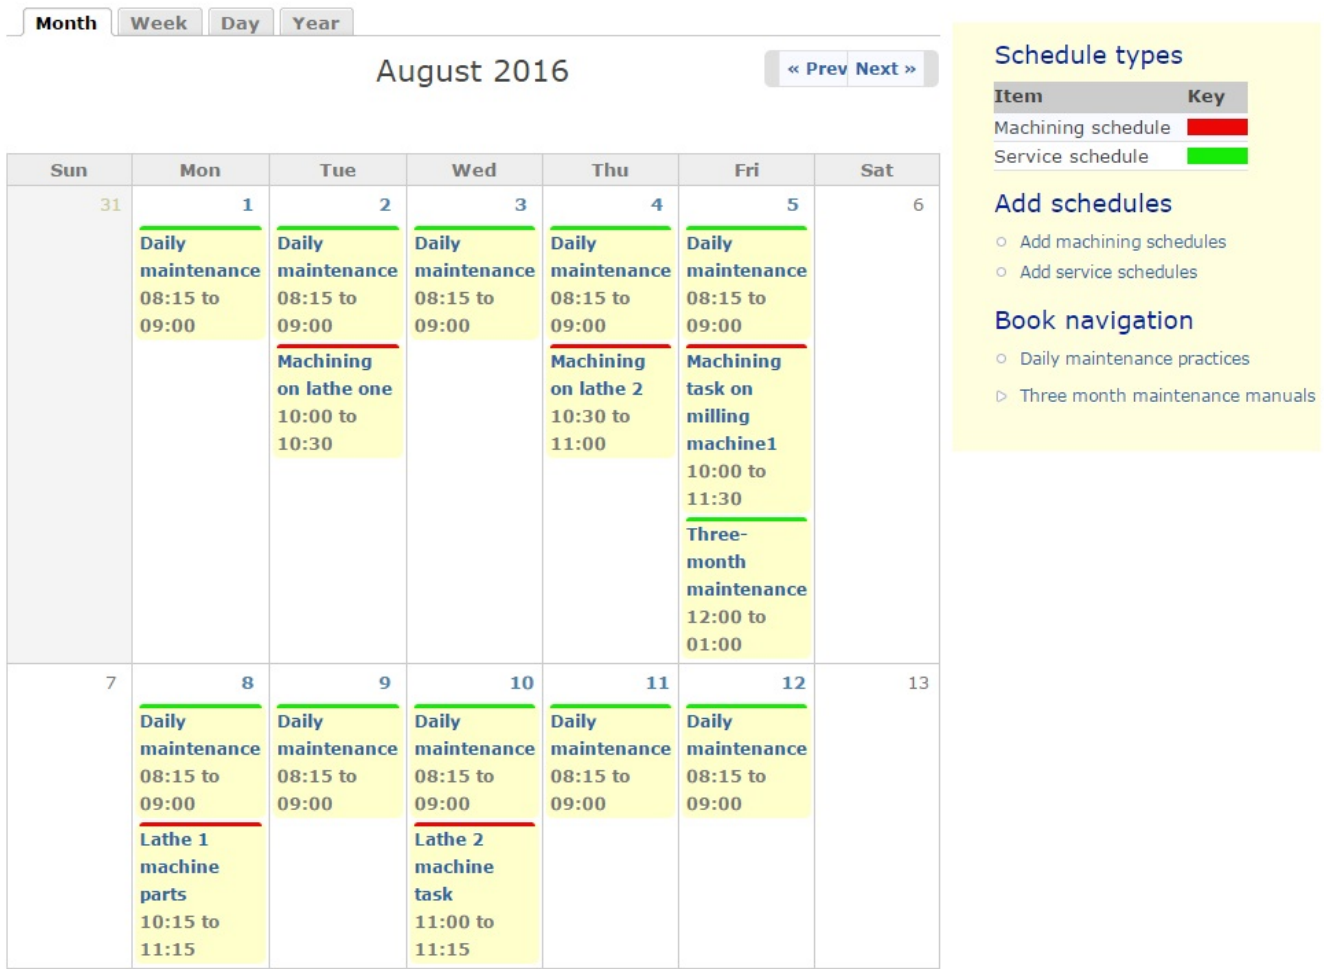 Month Week Day Year
August 2016
« Prev Next »
Sun Mon Tue Wed Thu Fri Sat
31 1 2 3 4 5 6
Daily
maintenance
08:15 to
09:00
Daily
maintenance
08:15 to
09:00
Machining
on lathe one
10:00 to
10:30
Daily
maintenance
08:15 to
09:00
Daily
maintenance
08:15 to
09:00
Machining
on lathe 2
10:30 to
11:00
Daily
maintenance
08:15 to
09:00
Machining
task on
milling
machine1
10:00 to
11:30
Three-
month
maintenance
12:00 to
01:00
7 8 9 10 11 12 13
Daily
maintenance
08:15 to
09:00
Lathe 1
machine
parts
10:15 to
11:15
Daily
maintenance
08:15 to
09:00
Daily
maintenance
08:15 to
09:00
Lathe 2
machine
task
11:00 to
11:15
Daily
maintenance
08:15 to
09:00
Daily
maintenance
08:15 to
09:00
Schedule types
Item Key
Machining schedule
Service schedule
Add schedules
Add machining schedules
Add service schedules
Book navigation
Daily maintenance practices
Three month maintenance manuals